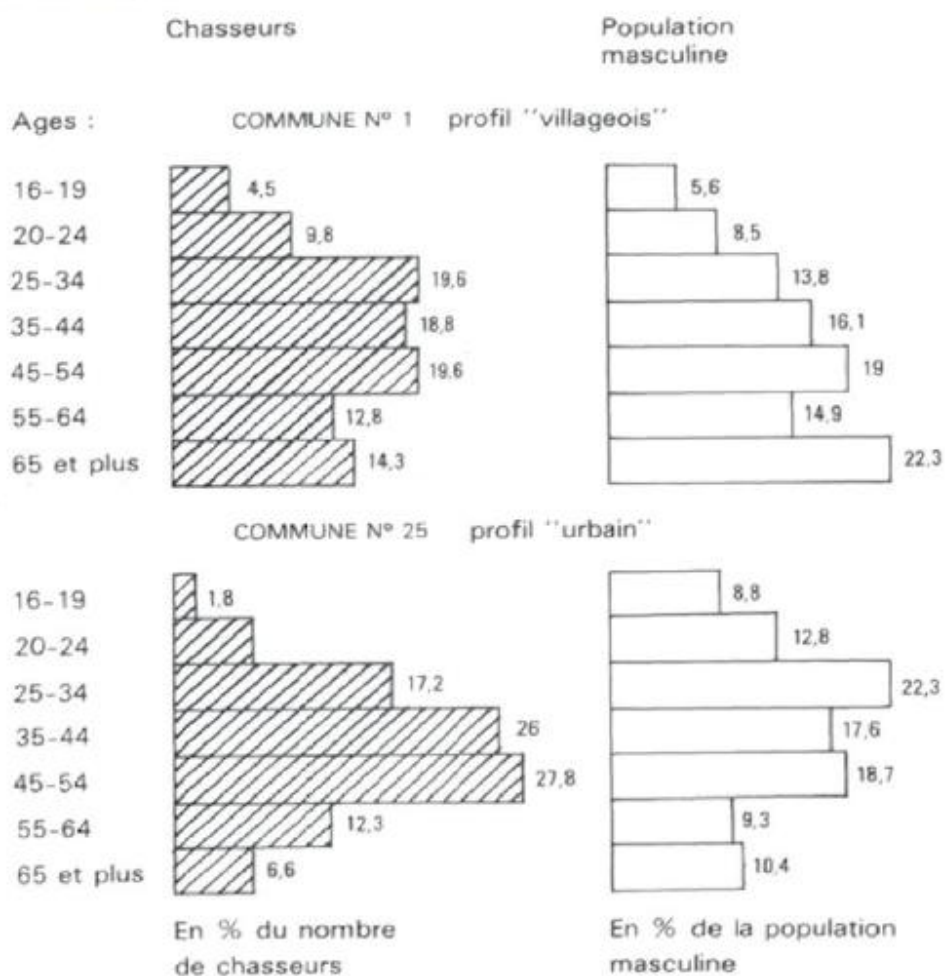 Chasseurs Population
masculine
Ages : COMMUNE Nº 1 profil "villageois"
16-19 4,5 5,6
20-24 9,8 8,5
25-34 19,6 13,8
35-44 18,8 16,1
45-54 19,6 19
55-64 12,8 14,9
65 et plus 14,3 22,3
COMMUNE Nº 25 profil "urbain"
16-19 1,8 8,8
20-24 12,8
25-34 17,2 22,3
35-44 26 17,6
45-54 27,8 18,7
55-64 12,3 9,3
65 et plus 6,6 10,4
En % du nombre En % de la population
de chasseurs masculine